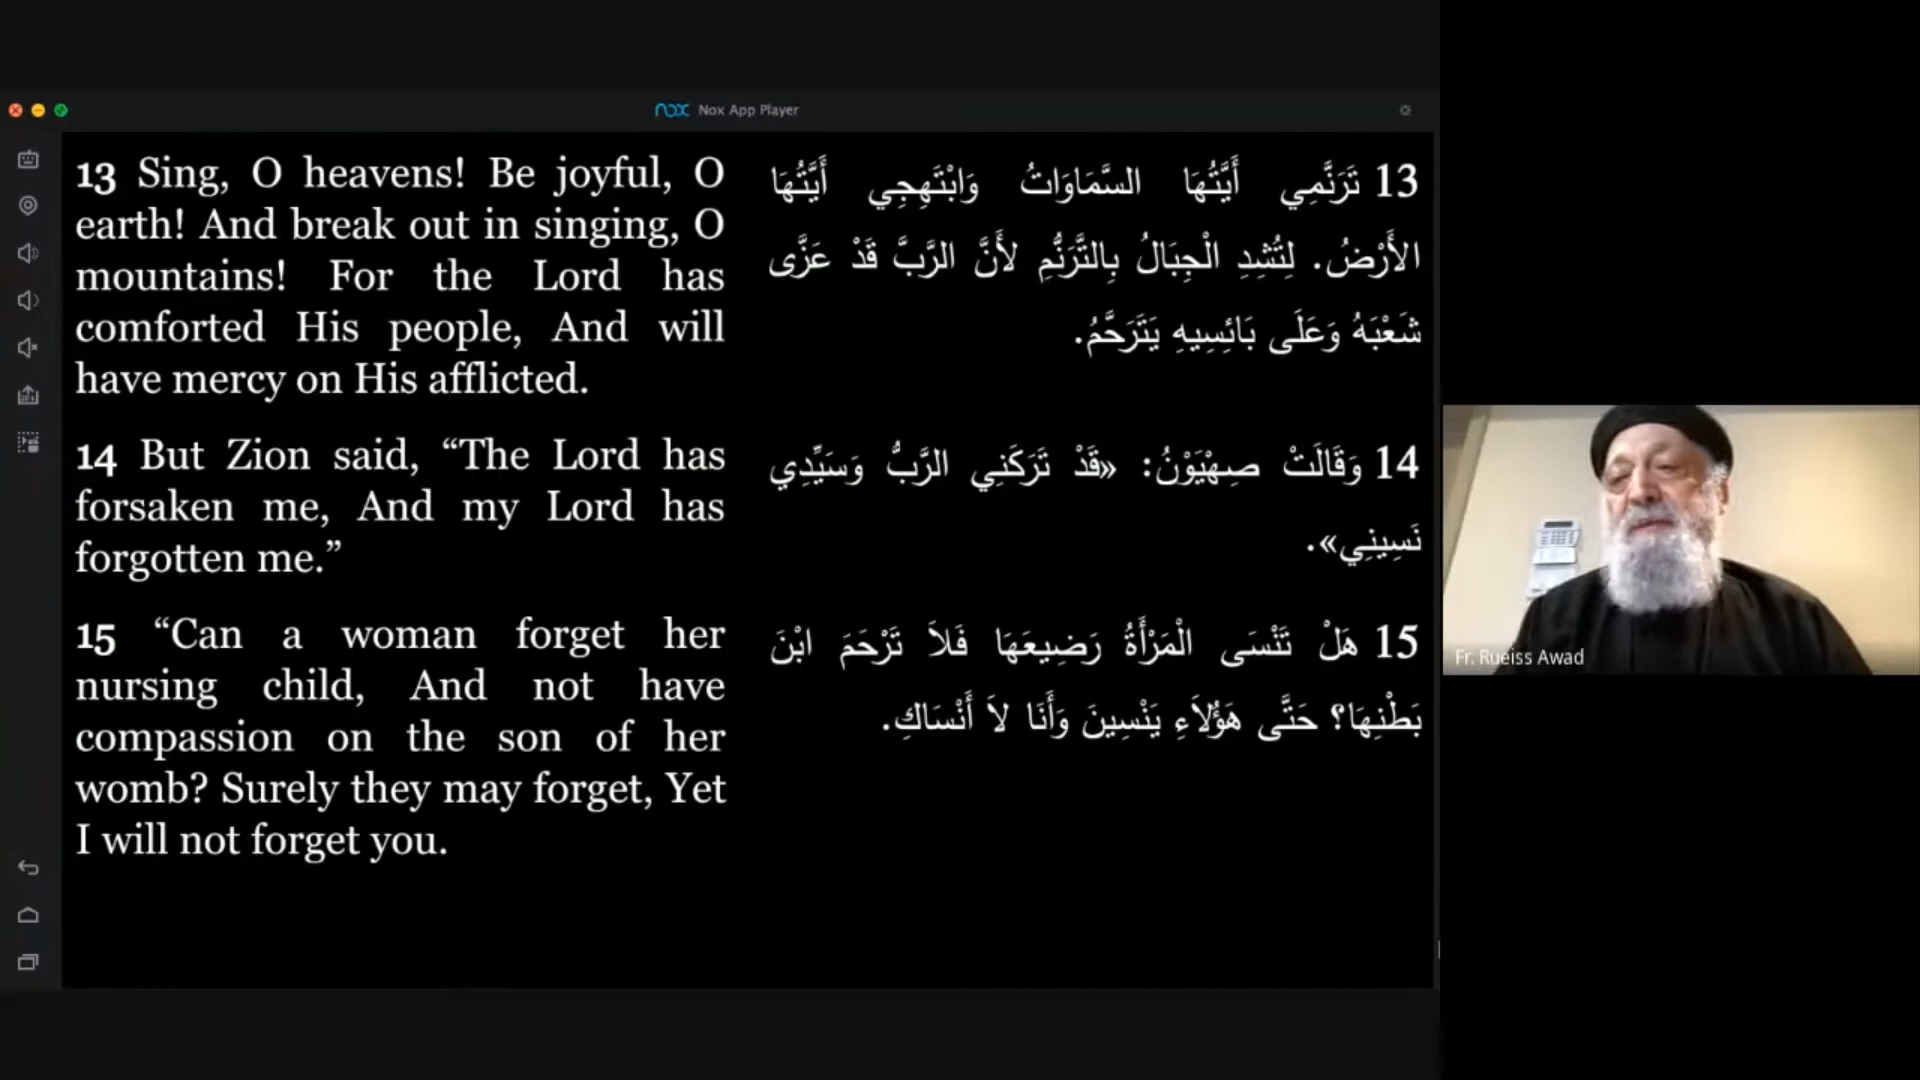 nox Nox App Player
13 Sing, O heavens! Be joyful, O
earth! And break out in singing, O
mountains! For the Lord has
comforted His people, And will
have mercy on His afflicted.
14 But Zion said, “The Lord has
forsaken me, And my Lord has
forgotten me.”
15 “Can a woman forget her
nursing child, And not have
compassion on the son of her
womb? Surely they may forget, Yet
I will not forget you.
13 تَرَنَّمِي أَيَّتُهَا السَّمَاوَاتُ وَابْتَهِجِي أَيَّتُهَا
الأَرْضُ. لِتُشِدِ الْجِبَالُ بِالتَّرَنُّمِ لأَنَّ الرَّبَّ قَدْ عَزَّى
شَعْبَهُ وَعَلَى بَائِسِيهِ يَتَرَحَّمُ.
14 وَقَالَتْ صِهْيَوْنُ: «قَدْ تَرَكَنِي الرَّبُّ وَسَيِّدِي
نَسِينِي».
15 هَلْ تَنْسَى الْمَرْأَةُ رَضِيعَهَا فَلاَ تَرْحَمَ ابْنَ
بَطْنِهَا؟ حَتَّى هَؤُلاَءِ يَنْسِينَ وَأَنَا لاَ أَنْسَاكِ.
Fr. Rueiss Awad